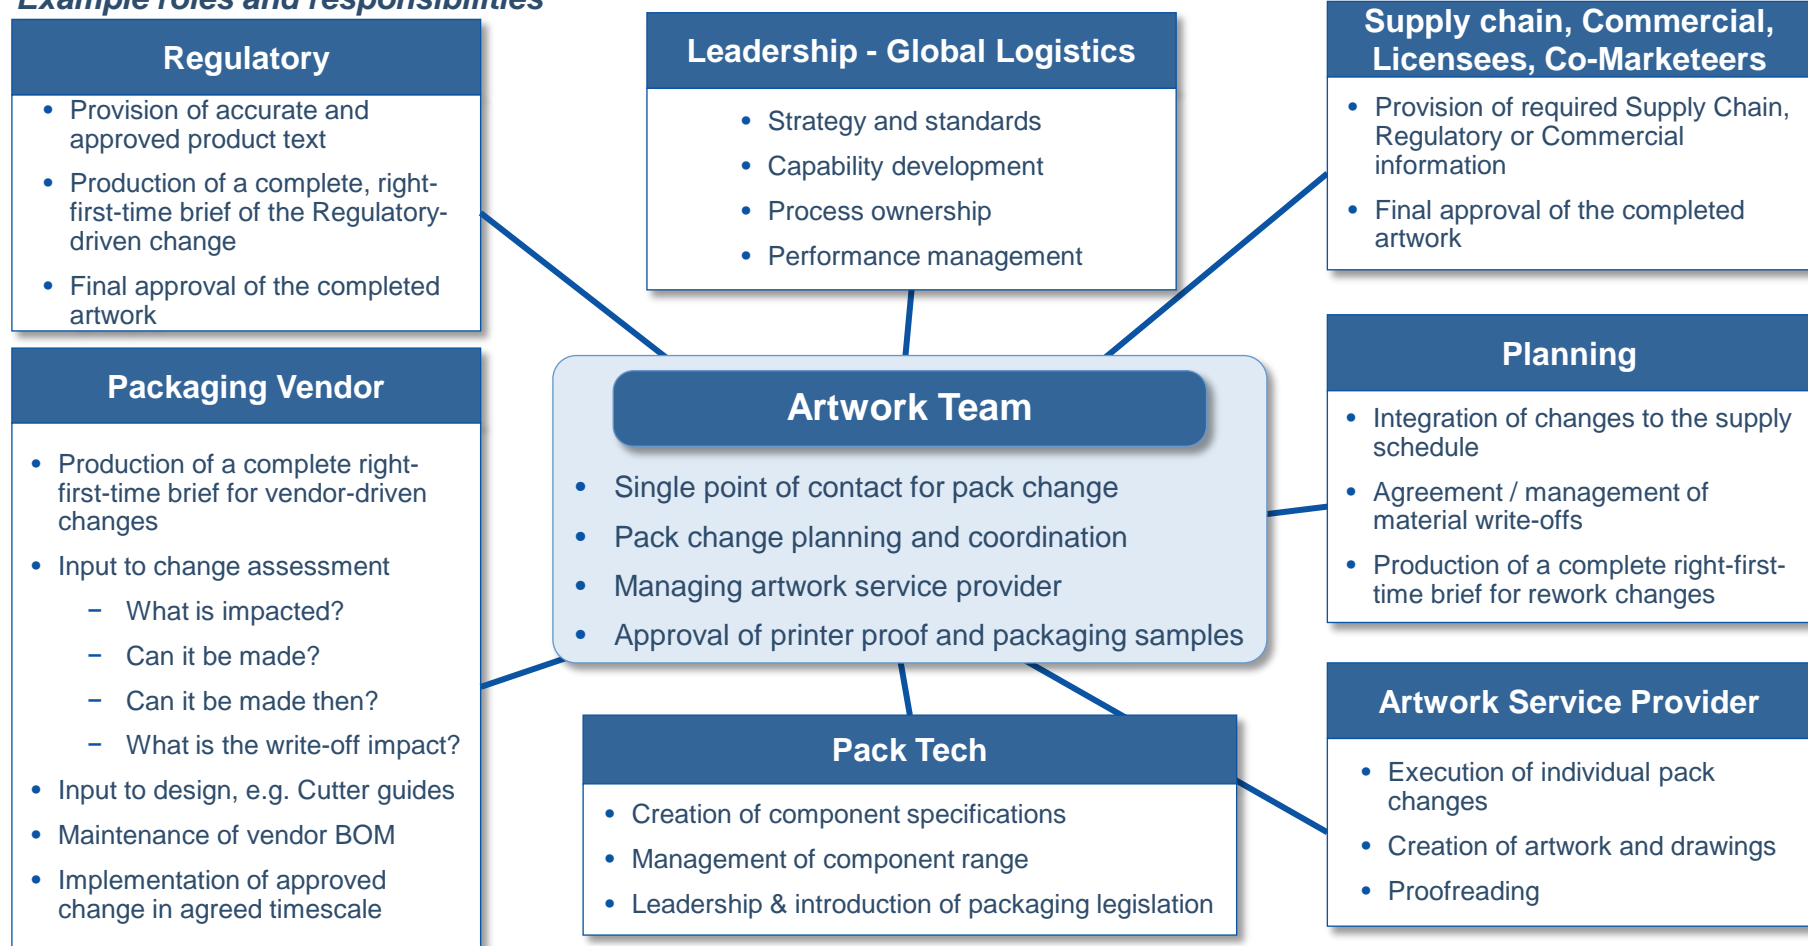 Example roles and responsibilities
Regulatory
• Provision of accurate and
approved product text
• Production of a complete, right-
first-time brief of the Regulatory-
driven change
• Final approval of the completed
artwork
Leadership - Global Logistics
• Strategy and standards
• Capability development
• Process ownership
• Performance management
Supply chain, Commercial,
Licensees, Co-Marketeers
• Provision of required Supply Chain,
Regulatory or Commercial
information
• Final approval of the completed
artwork
Packaging Vendor
• Production of a complete right-
first-time brief for vendor-driven
changes
• Input to change assessment
− What is impacted?
− Can it be made?
− Can it be made then?
− What is the write-off impact?
• Input to design, e.g. Cutter guides
• Maintenance of vendor BOM
• Implementation of approved
change in agreed timescale
Artwork Team
• Single point of contact for pack change
• Pack change planning and coordination
• Managing artwork service provider
• Approval of printer proof and packaging samples
Planning
• Integration of changes to the supply
schedule
• Agreement / management of
material write-offs
• Production of a complete right-first-
time brief for rework changes
Pack Tech
• Creation of component specifications
• Management of component range
• Leadership & introduction of packaging legislation
Artwork Service Provider
• Execution of individual pack
changes
• Creation of artwork and drawings
• Proofreading